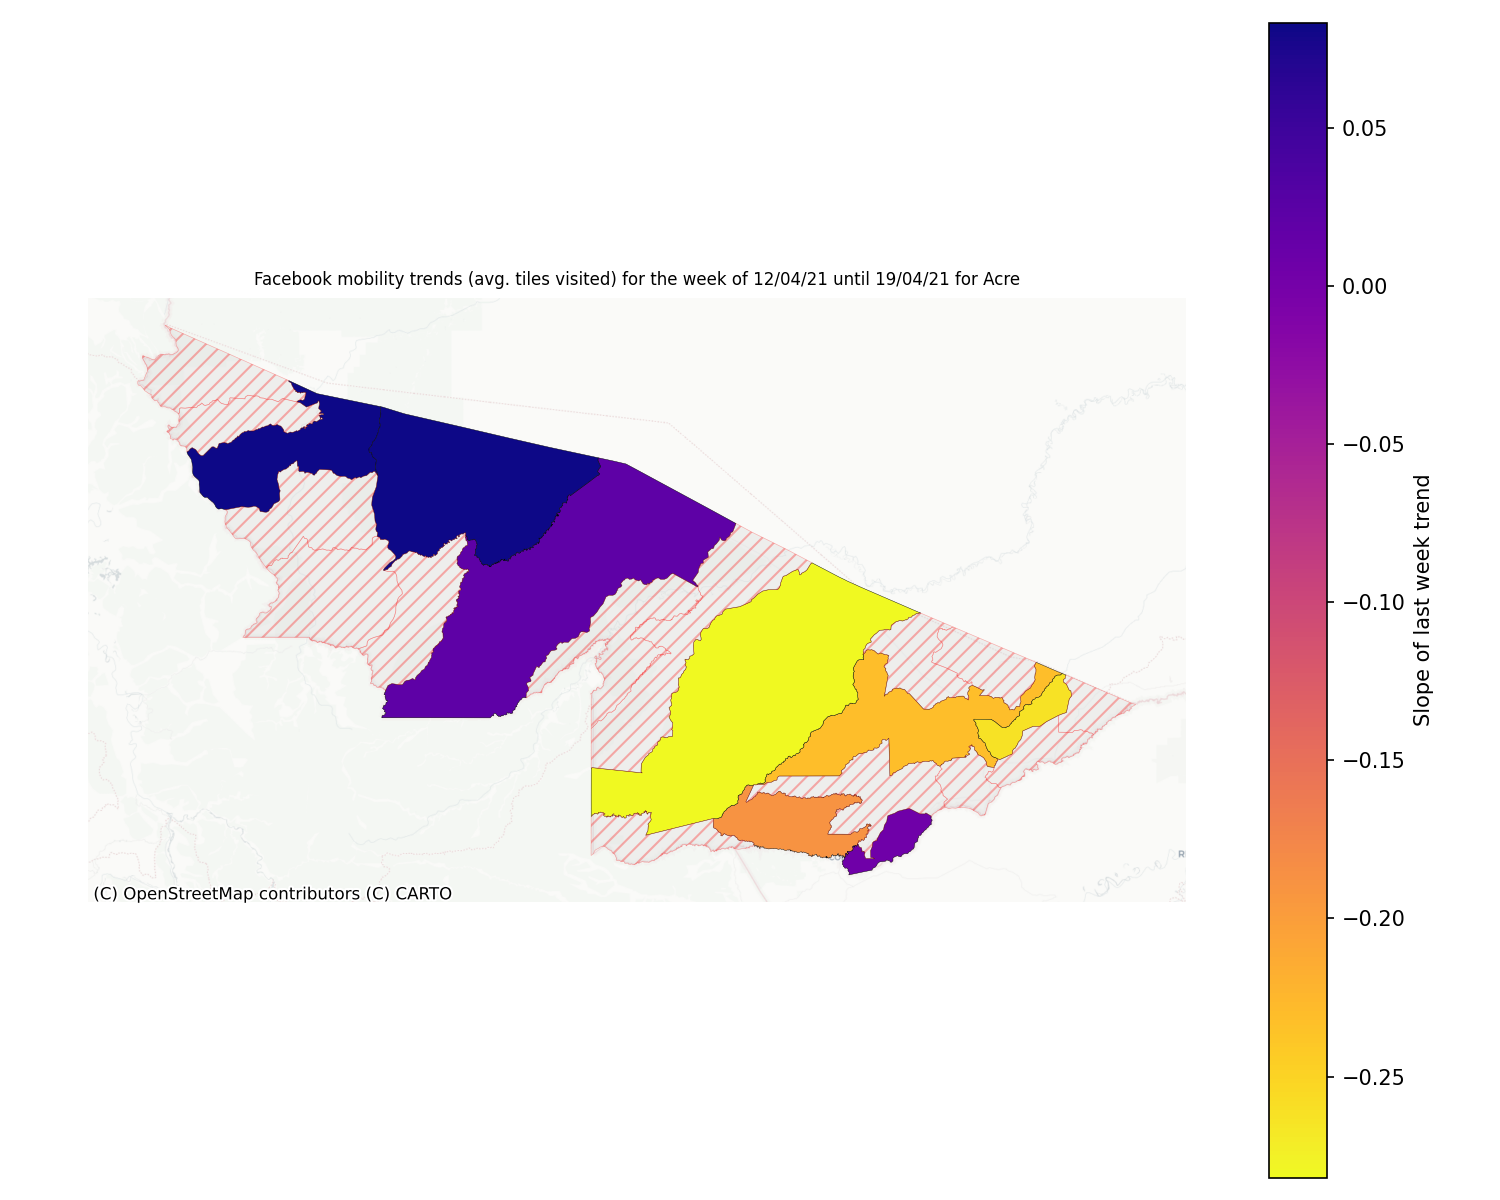 Facebook mobility trends (avg. tiles visited) for the week of 12/04/21 until 19/04/21 for Acre
0.05
0.00
−0.05
−0.10
−0.15
−0.20
−0.25
Slope of last week trend
(C) OpenStreetMap contributors (C) CARTO